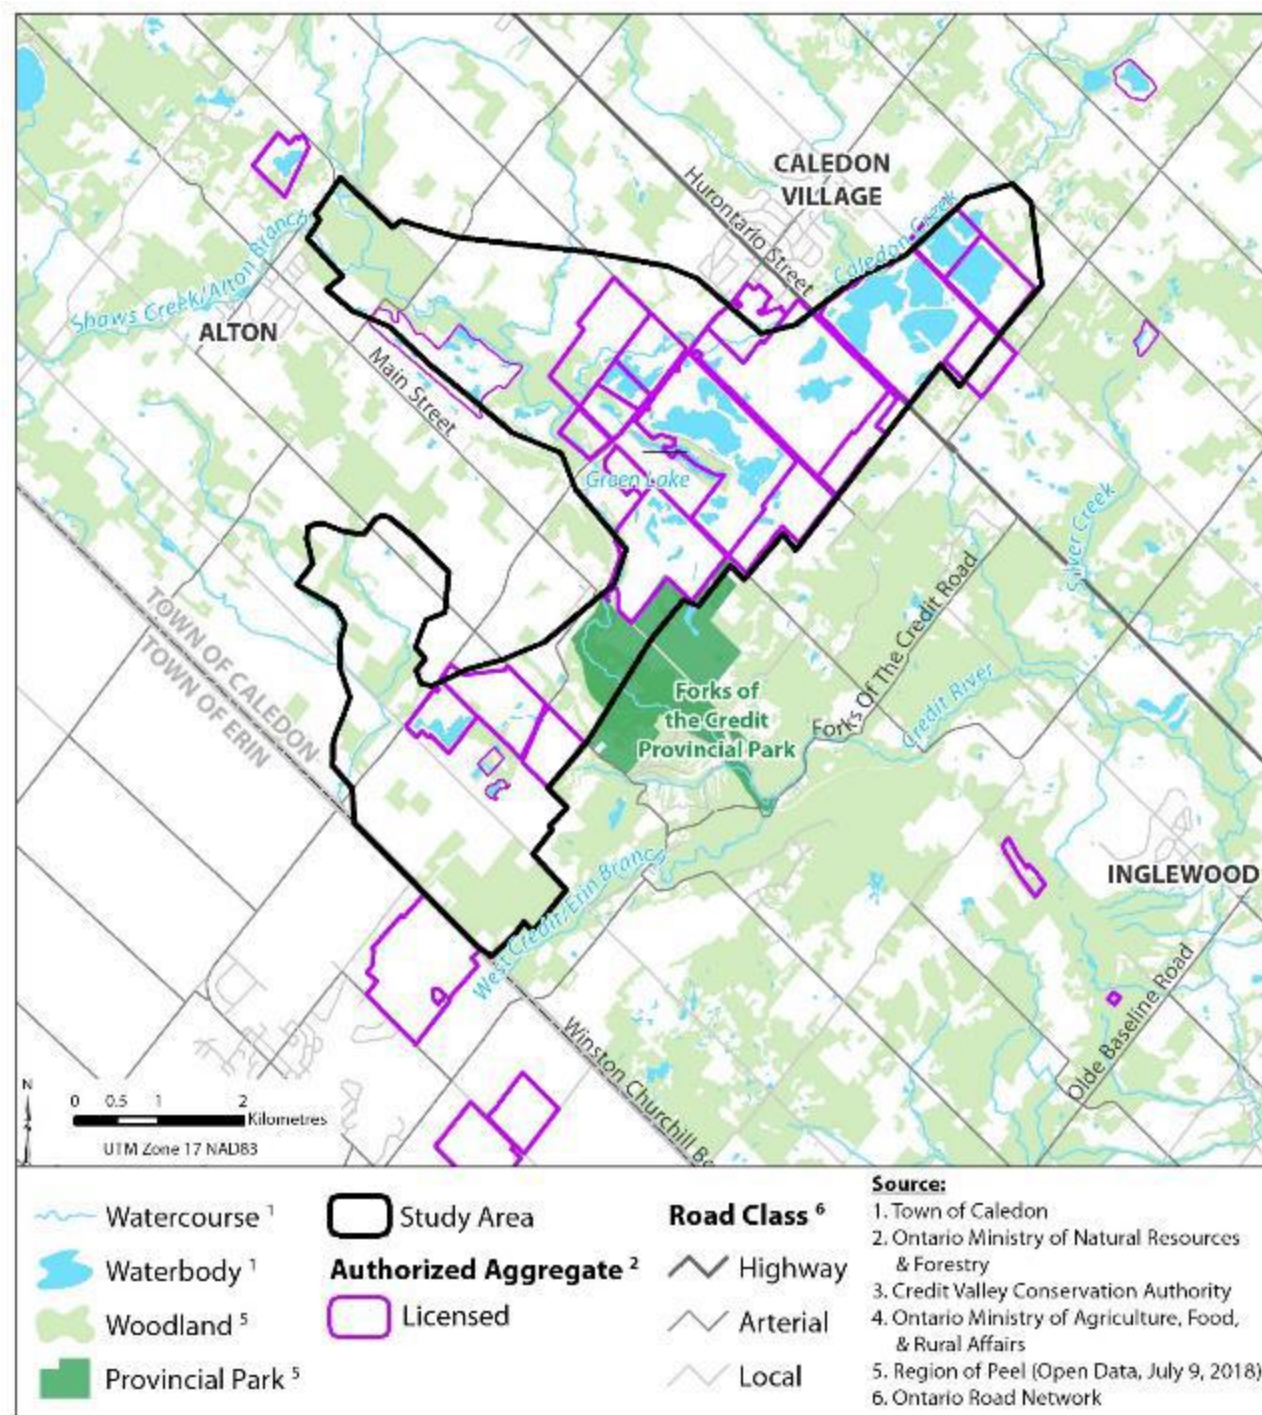 CALEDON
VILLAGE
Hurontario Street
Caledon Creek
Shaws Creek/Alton Branch
ALTON
Main Street
Green Lake
Silver Creek
TOWN OF CALEDON
TOWN OF ERIN
Forks of
the Credit
Provincial Park
Forks Of The Credit Road
Credit River
INGLEWOOD
West Credit/Erin Branch
Olde Baseline Road
Winston Churchill Bo
N
0 0.5 1 2
Kilometres
UTM Zone 17 NAD83
Watercourse 1
Waterbody 1
Woodland 5
Provincial Park 5
Study Area
Authorized Aggregate 2
Licensed
Road Class 6
Highway
Arterial
Local
Source:
1. Town of Caledon
2. Ontario Ministry of Natural Resources
& Forestry
3. Credit Valley Conservation Authority
4. Ontario Ministry of Agriculture, Food,
& Rural Affairs
5. Region of Peel (Open Data, July 9, 2018)
6. Ontario Road Network